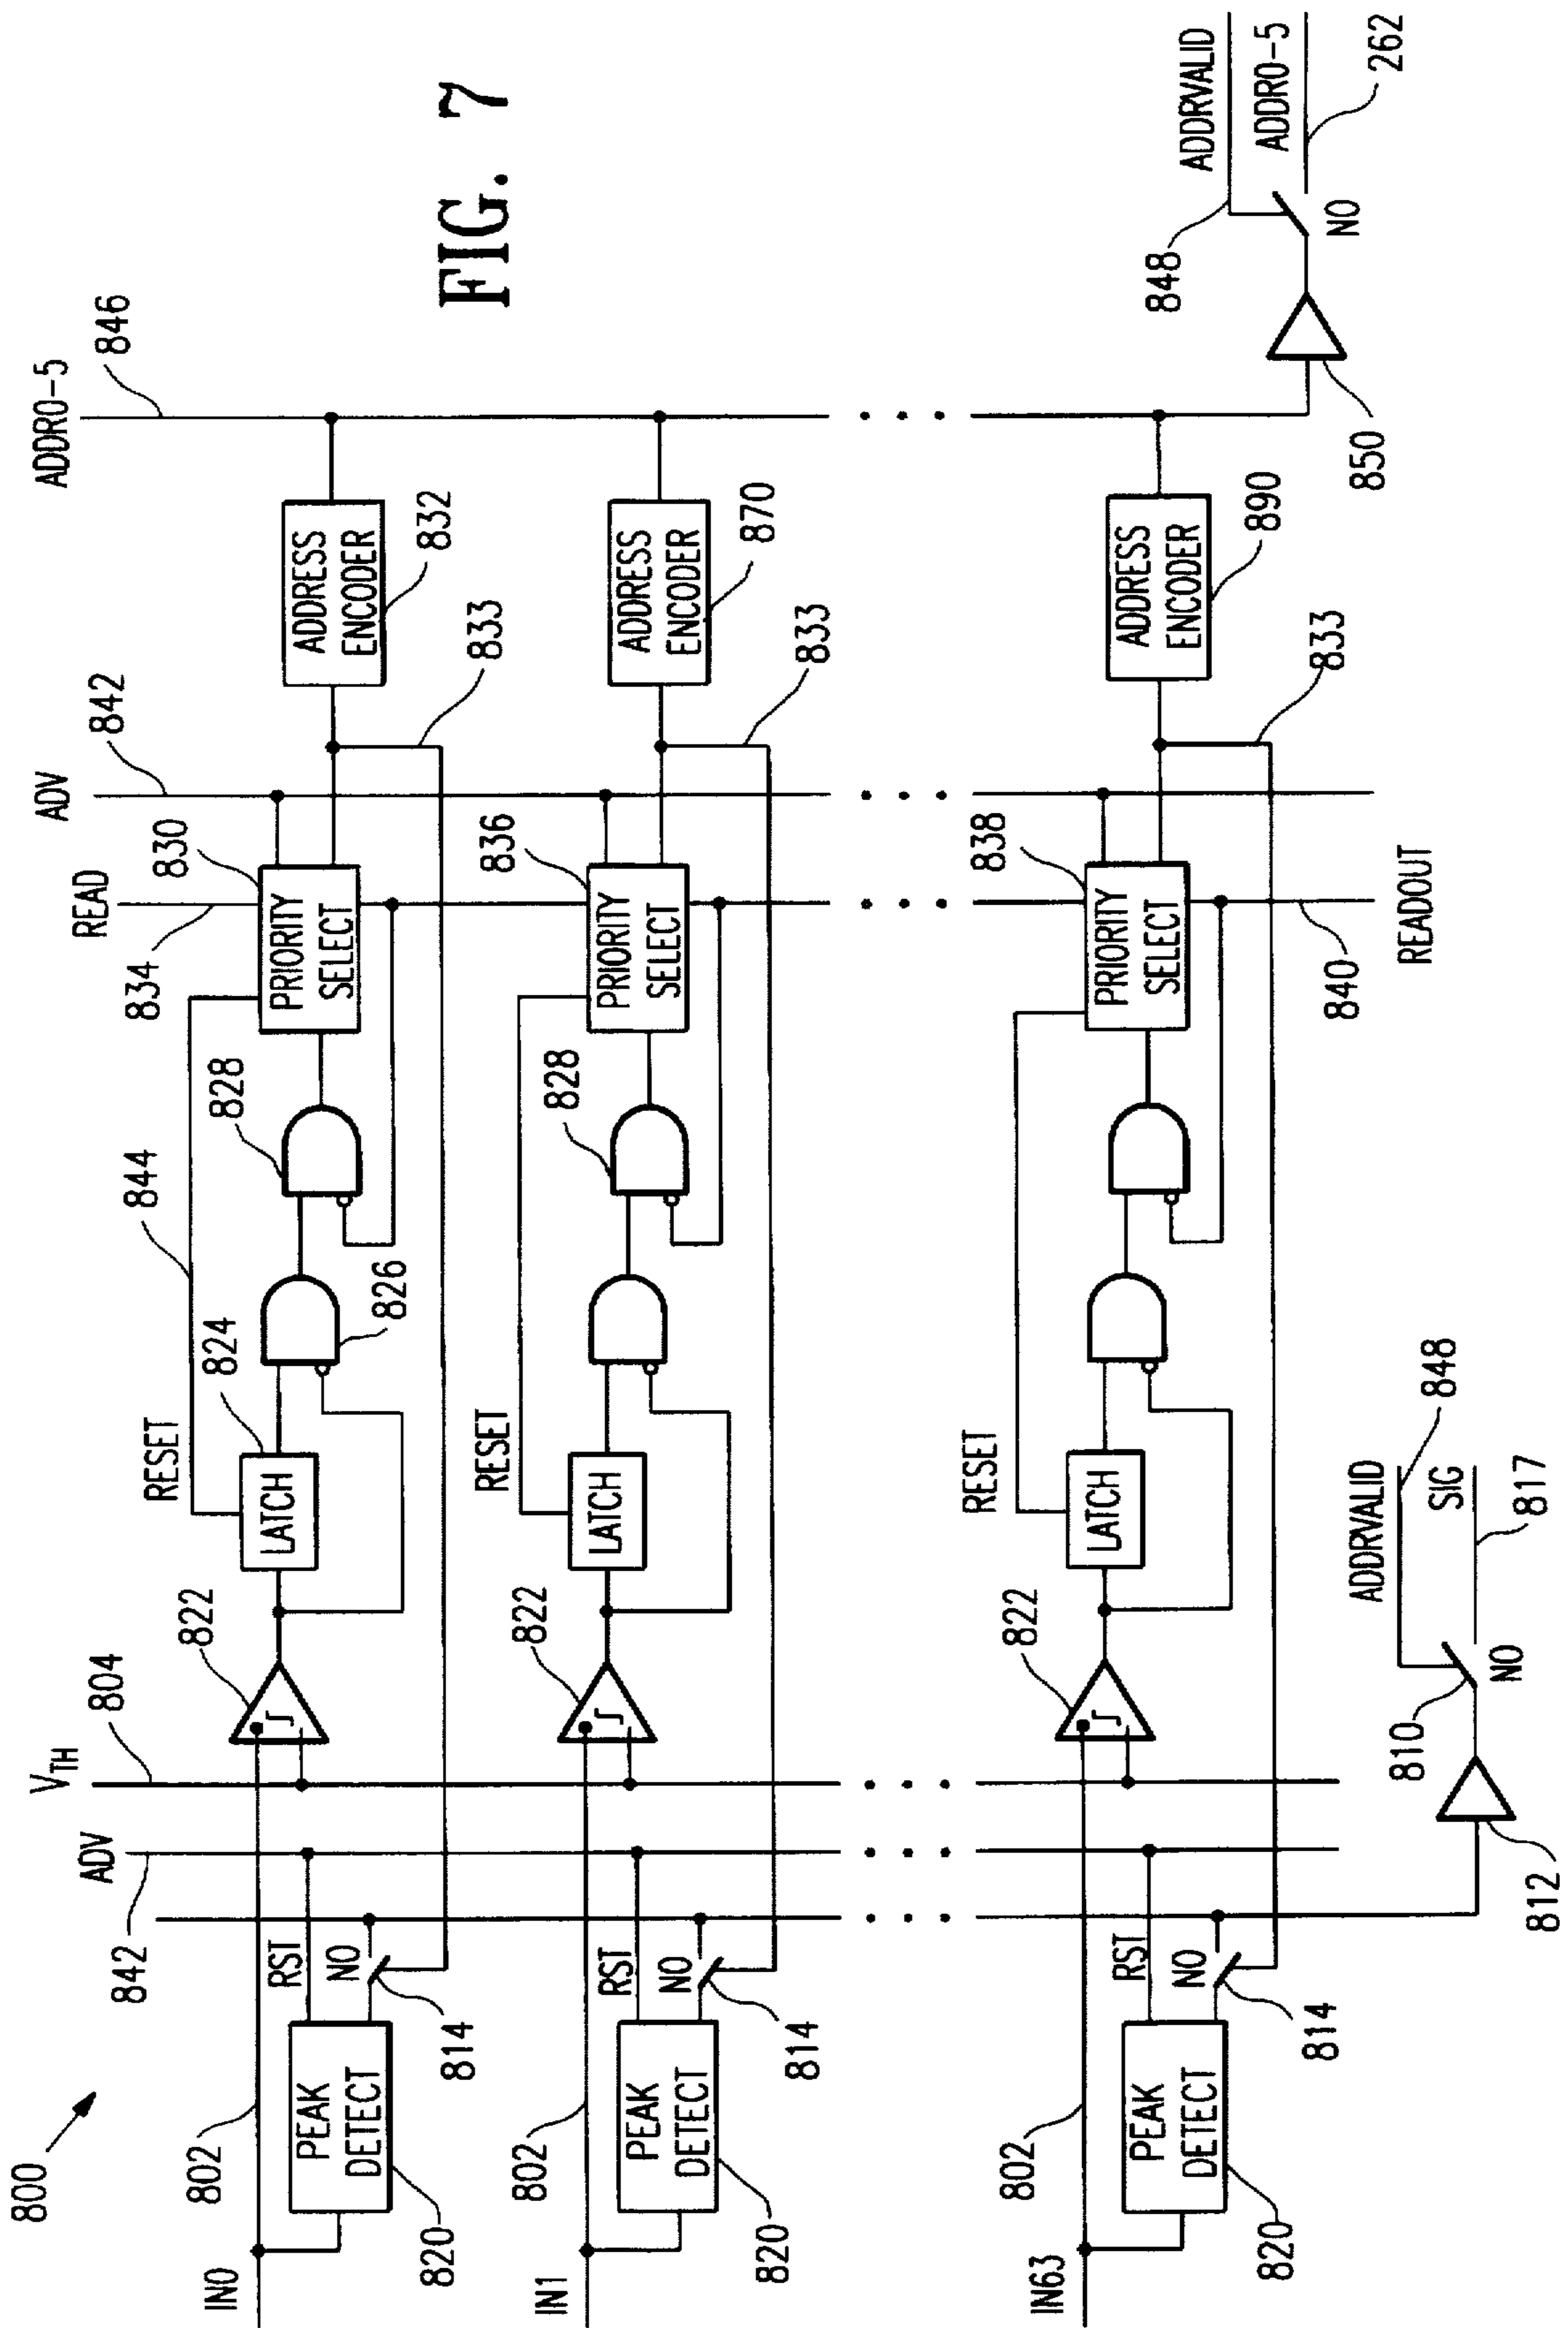 FIG. 7
800
IN0
802
PEAK
DETECT
820
RST
NO
814
842
ADV
VTH
804
822
RESET
LATCH
824
826
844
828
834
READ
PRIORITY
SELECT
830
ADV
842
833
ADDRESS
ENCODER
832
ADDR0-5
846
IN1
802
PEAK
DETECT
820
RST
NO
814
822
RESET
LATCH
828
PRIORITY
SELECT
836
833
ADDRESS
ENCODER
870
IN63
802
PEAK
DETECT
820
RST
NO
814
822
RESET
LATCH
PRIORITY
SELECT
838
833
ADDRESS
ENCODER
890
840
READOUT
812
810
NO
ADDRVALID
848
SIG
817
850
848
NO
ADDRVALID
ADDR0-5
262